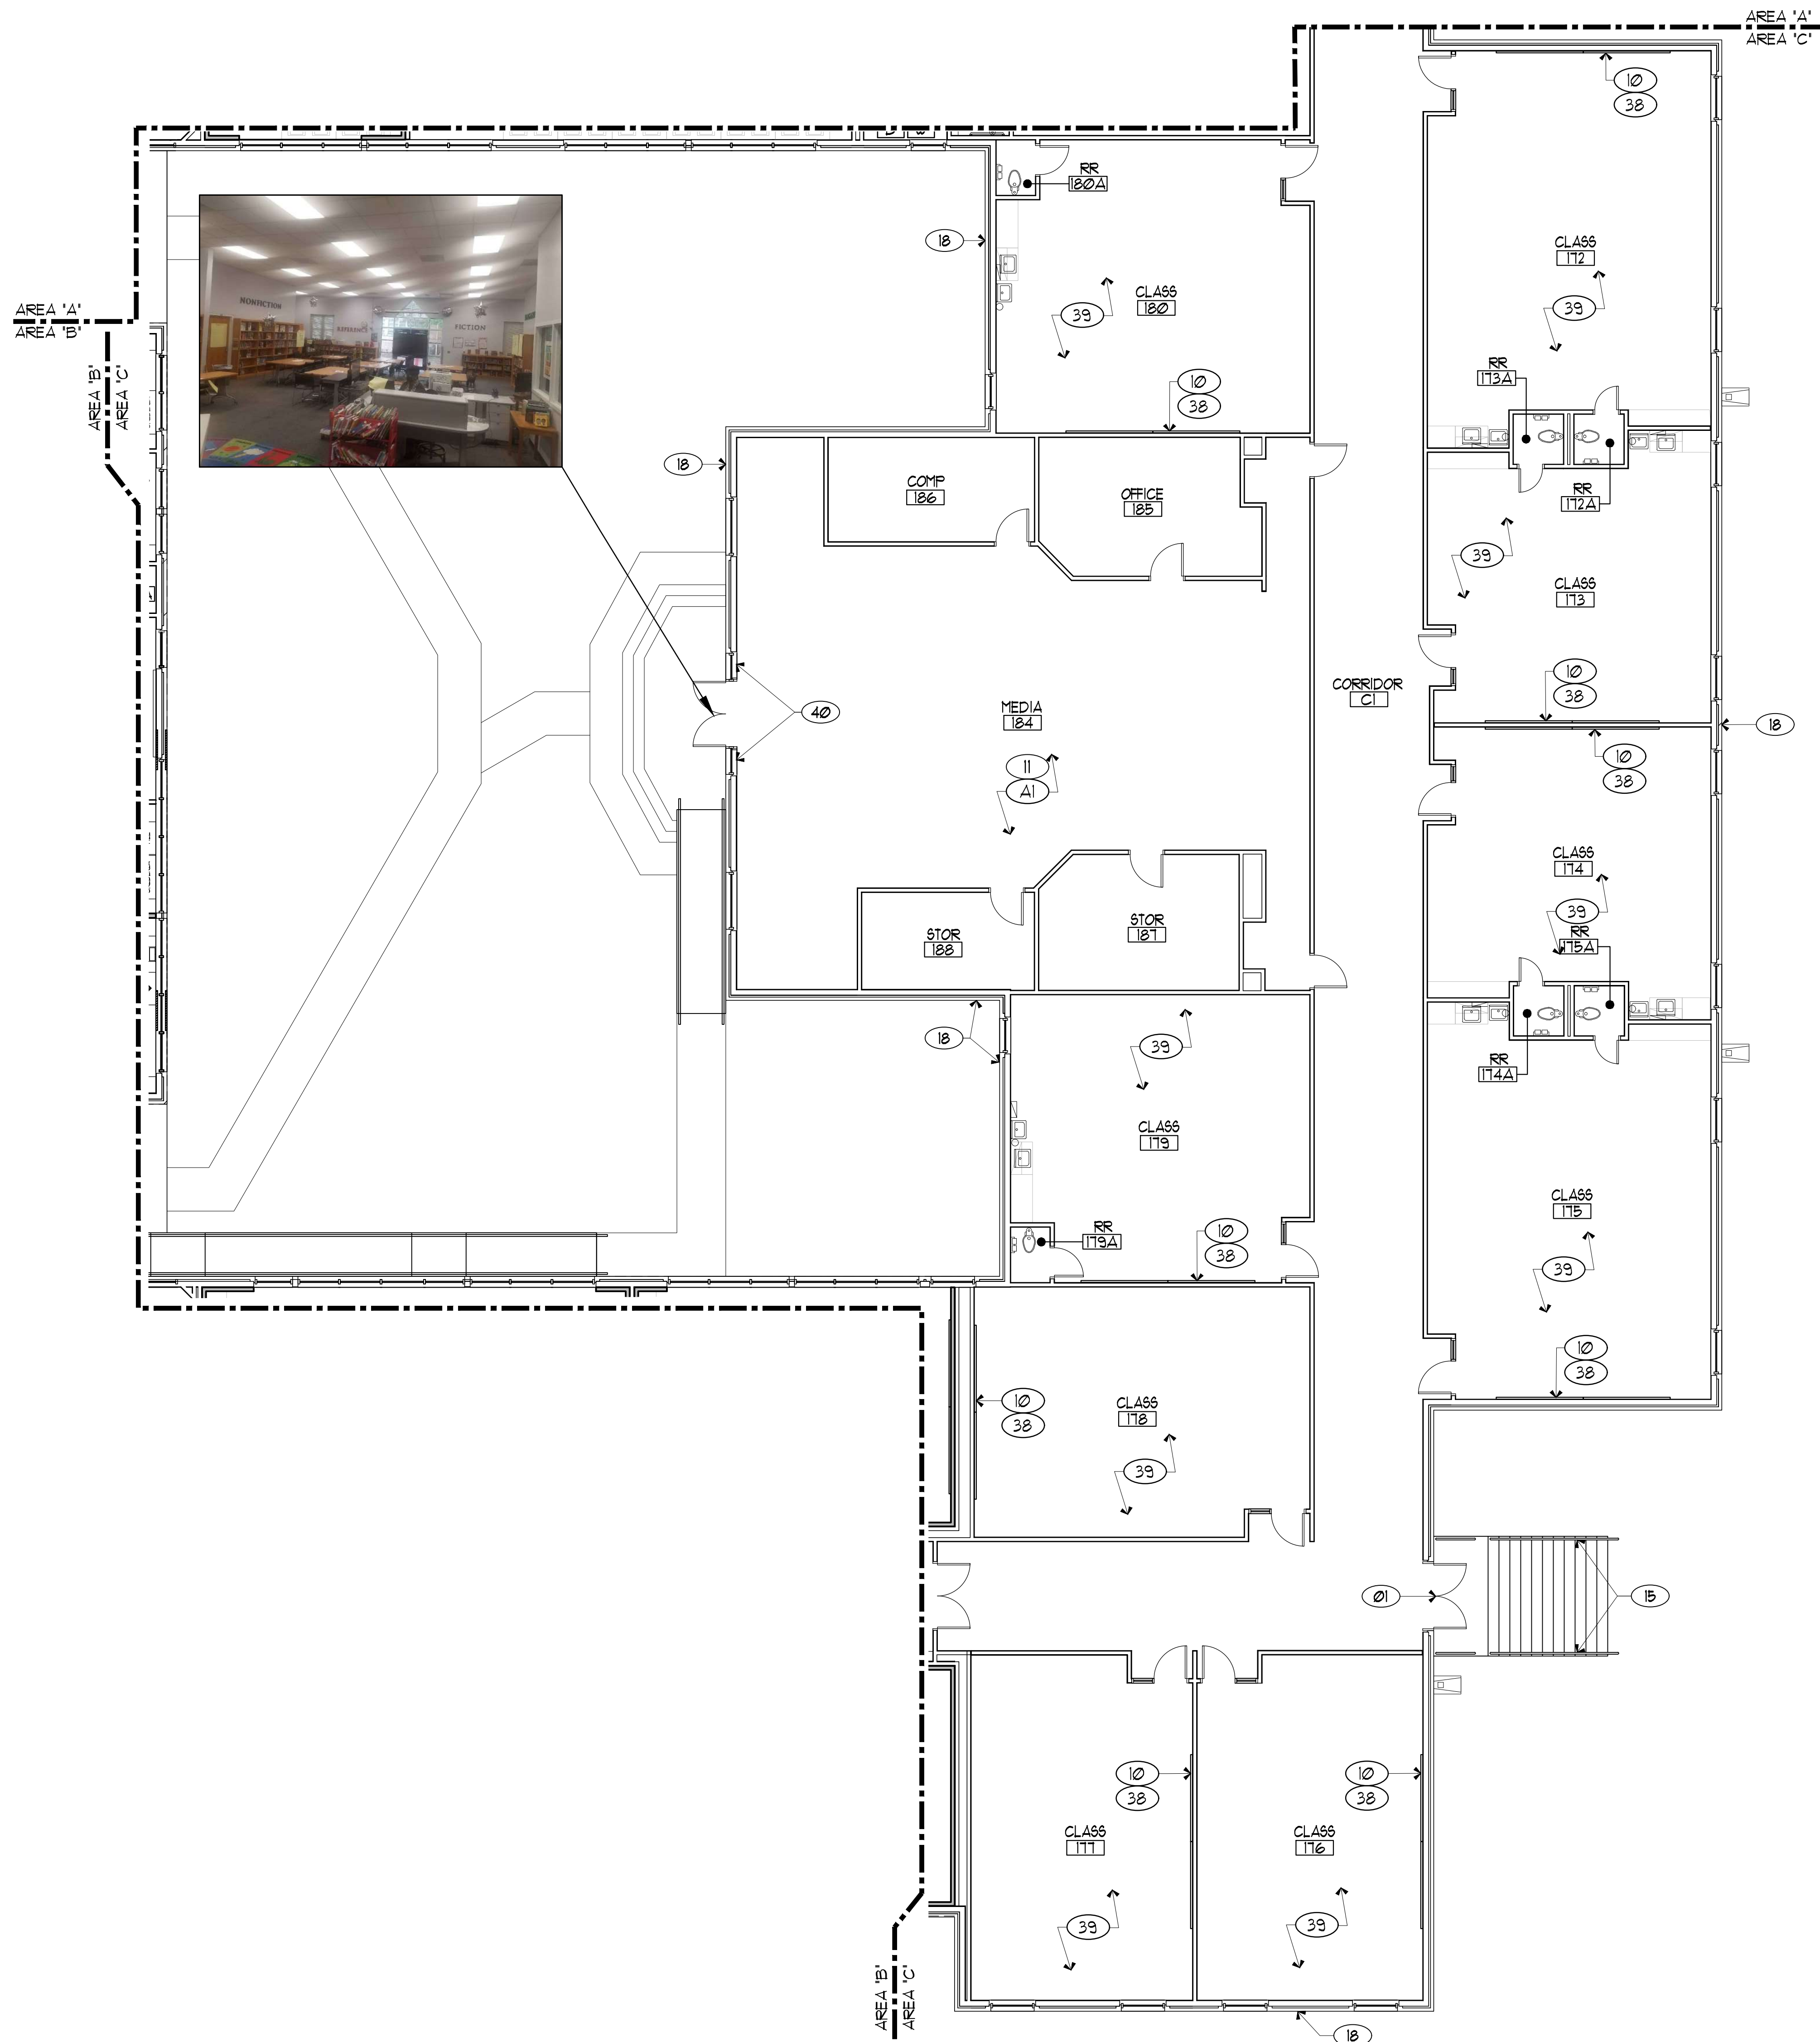 AREA 'A'
AREA 'C'
10
38
RR
180A
18
CLASS
172
CLASS
180
39
39
AREA 'A'
AREA 'B'
AREA 'B'
AREA 'C'
NONFICTION
REFERENCE
FICTION
RR
173A
10
38
18
COMP
186
OFFICE
185
RR
172A
39
CLASS
173
10
38
CORRIDOR
C1
MEDIA
184
40
18
10
38
11
A1
CLASS
174
39
RR
175A
STOR
187
STOR
188
18
39
RR
174A
CLASS
179
CLASS
175
RR
179A
10
38
39
10
38
10
38
CLASS
178
39
01
15
10
38
10
38
CLASS
177
CLASS
176
39
39
AREA 'B'
AREA 'C'
18